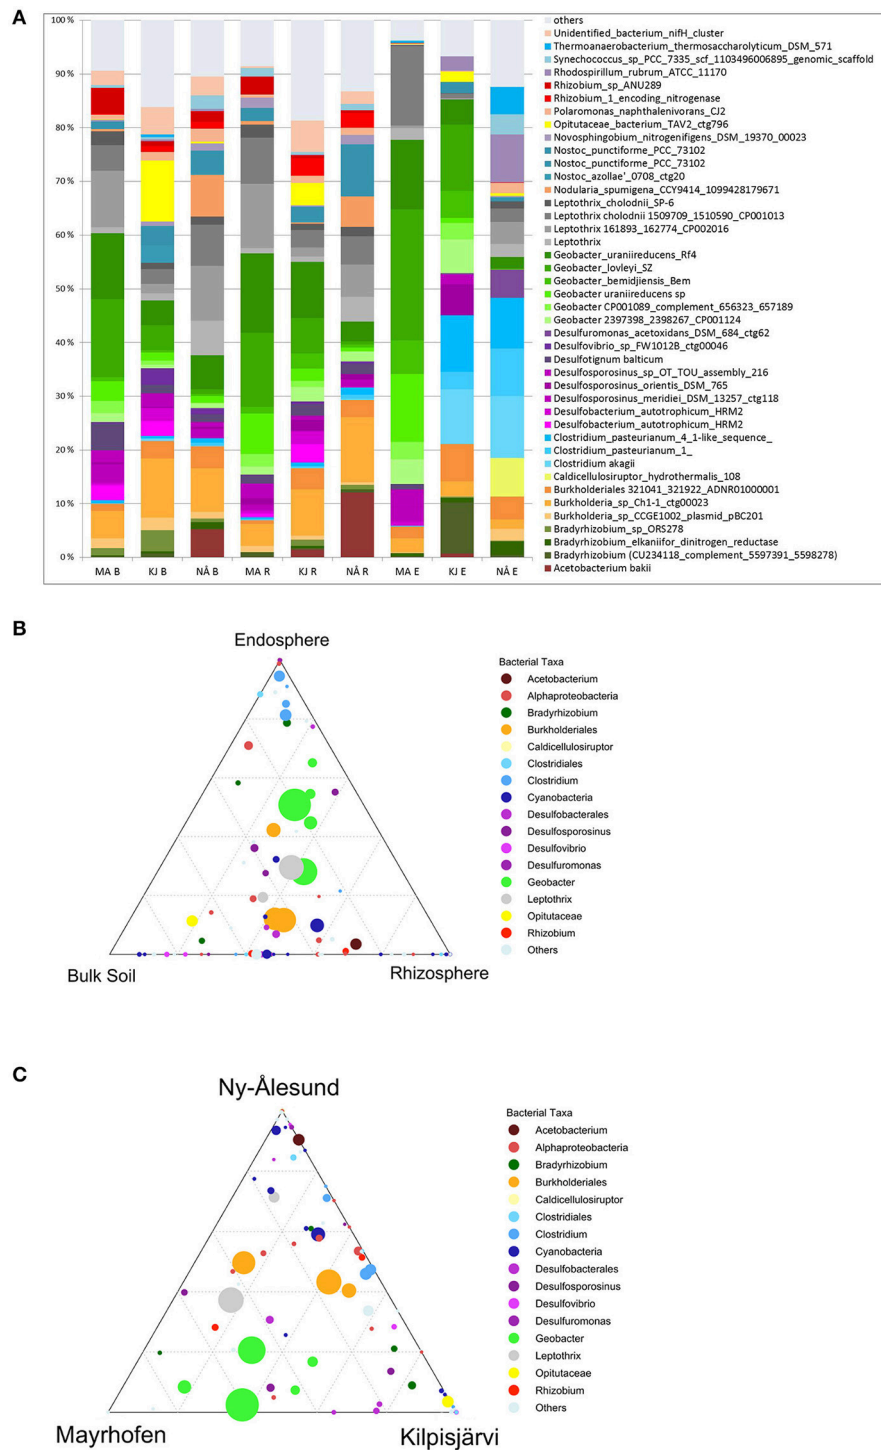 A
100 %
90 %
80 %
70 %
60 %
50 %
40 %
30 %
20 %
10 %
0 %
MA B
KJ B
NÅ B
MA R
KJ R
NÅ R
MA E
KJ E
NÅ E
others
Unidentified_bacterium_nifH_cluster
Thermoanaerobacterium_thermosaccharolyticum_DSM_571
Synechococcus_sp_PCC_7335_scf_1103496006895_genomic_scaffold
Rhodospirillum_rubrum_ATCC_11170
Rhizobium_sp_ANU289
Rhizobium_1_encoding_nitrogenase
Polaromonas_naphthalenivorans_CJ2
Opitutaceae_bacterium_TAV2_ctg796
Novosphingobium_nitrogenifigens_DSM_19370_00023
Nostoc_punctiforme_PCC_73102
Nostoc_punctiforme_PCC_73102
Nostoc_azollae'_0708_ctg20
Nodularia_spumigena_CCY9414_1099428179671
Leptothrix_cholodnii_SP-6
Leptothrix cholodnii 1509709_1510590_CP001013
Leptothrix 161893_162774_CP002016
Leptothrix
Geobacter_uraniireducens_Rf4
Geobacter_lovleyi_SZ
Geobacter_bemidjiensis_Bem
Geobacter uraniireducens sp
Geobacter CP001089_complement_656323_657189
Geobacter 2397398_2398267_CP001124
Desulfuromonas_acetoxidans_DSM_684_ctg62
Desulfovibrio_sp_FW1012B_ctg00046
Desulfotignum balticum
Desulfosporosinus_sp_OT_TOU_assembly_216
Desulfosporosinus_orientis_DSM_765
Desulfosporosinus_meridiei_DSM_13257_ctg118
Desulfobacterium_autotrophicum_HRM2
Desulfobacterium_autotrophicum_HRM2
Clostridium_pasteurianum_4_1-like_sequence_
Clostridium_pasteurianum_1_
Clostridium akagii
Caldicellulosiruptor_hydrothermalis_108
Burkholderiales 321041_321922_ADNR01000001
Burkholderia_sp_Ch1-1_ctg00023
Burkholderia_sp_CCGE1002_plasmid_pBC201
Bradyrhizobium_sp_ORS278
Bradyrhizobium_elkaniifor_dinitrogen_reductase
Bradyrhizobium (CU234118_complement_5597391_5598278)
Acetobacterium bakii
B
Endosphere
Bulk Soil
Rhizosphere
Bacterial Taxa
Acetobacterium
Alphaproteobacteria
Bradyrhizobium
Burkholderiales
Caldicellulosiruptor
Clostridiales
Clostridium
Cyanobacteria
Desulfobacterales
Desulfosporosinus
Desulfovibrio
Desulfuromonas
Geobacter
Leptothrix
Opitutaceae
Rhizobium
Others
C
Ny-Ålesund
Mayrhofen
Kilpisjärvi
Bacterial Taxa
Acetobacterium
Alphaproteobacteria
Bradyrhizobium
Burkholderiales
Caldicellulosiruptor
Clostridiales
Clostridium
Cyanobacteria
Desulfobacterales
Desulfosporosinus
Desulfovibrio
Desulfuromonas
Geobacter
Leptothrix
Opitutaceae
Rhizobium
Others